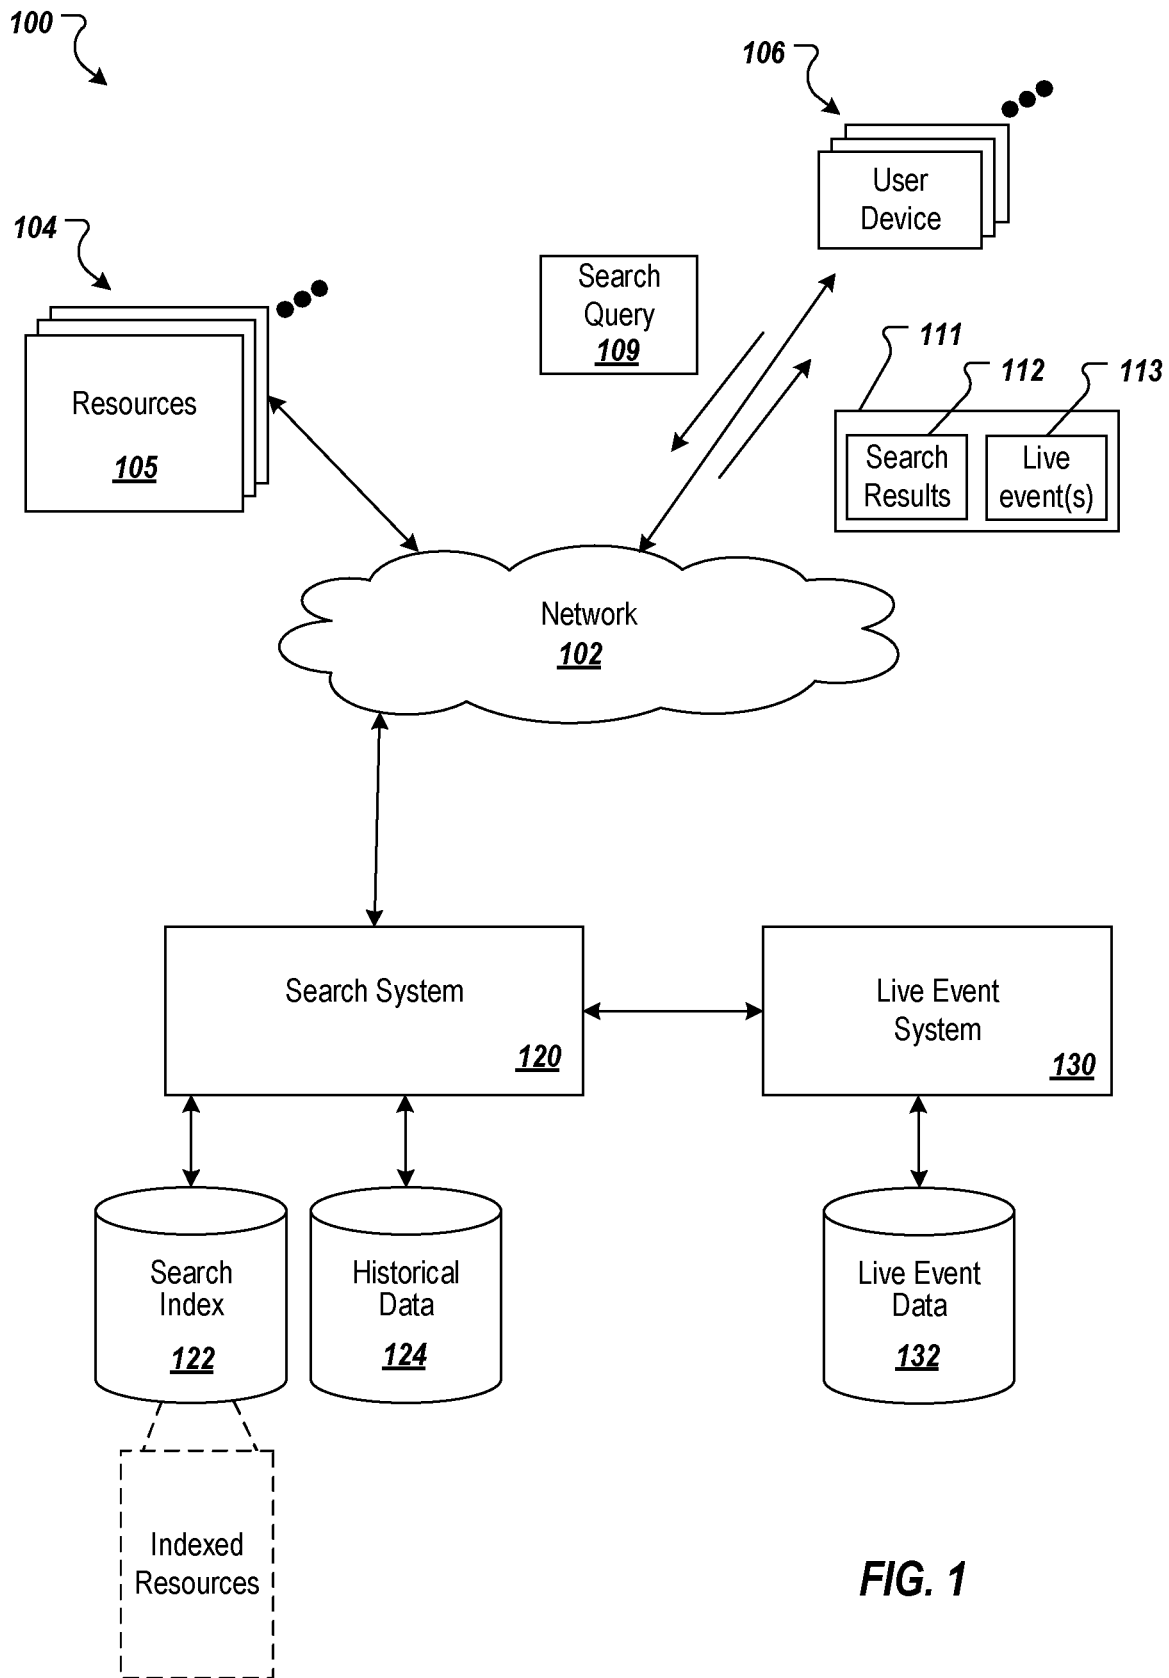 100
106
User
Device
104
Search
Query
109
111
112
113
Resources
105
Search
Results
Live
event(s)
Network
102
Search System
120
Live Event
System
130
Search
Index
122
Historical
Data
124
Live Event
Data
132
Indexed
Resources
FIG. 1